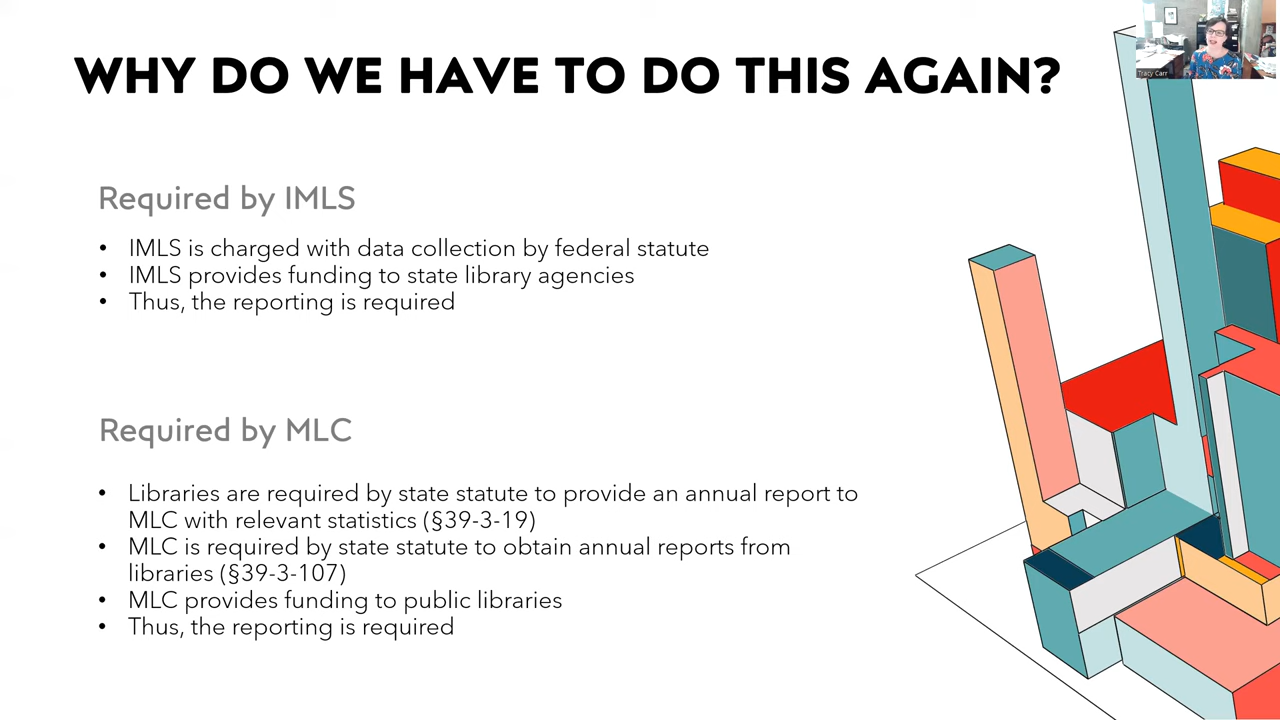 WHY DO WE HAVE TO DO THIS AGAIN?
Tracy Carr
Required by IMLS
• IMLS is charged with data collection by federal statute
• IMLS provides funding to state library agencies
• Thus, the reporting is required
Required by MLC
• Libraries are required by state statute to provide an annual report to
MLC with relevant statistics (§39-3-19)
• MLC is required by state statute to obtain annual reports from
libraries (§39-3-107)
• MLC provides funding to public libraries
• Thus, the reporting is required